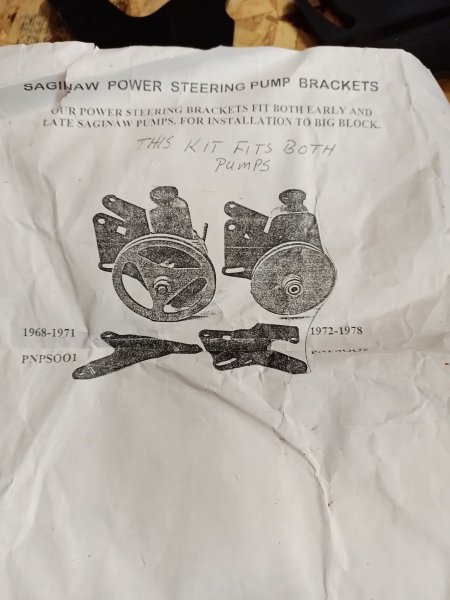 SAGINAW POWER STEERING PUMP BRACKETS
OUR POWER STEERING BRACKETS FIT BOTH EARLY AND
LATE SAGINAW PUMPS. FOR INSTALLATION TO BIG BLOCK.
THIS KIT FITS BOTH
PUMPS
1968-1971
1972-1978
PNPSOO1